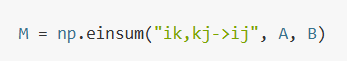 M = np.einsum("ik,kj->ij", A, B)